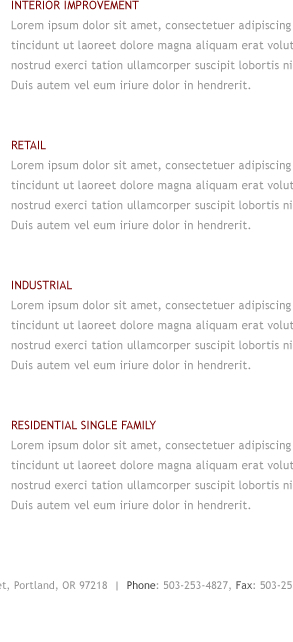 INTERIOR IMPROVEMENT
Lorem ipsum dolor sit amet, consectetuer adipiscing
tincidunt ut laoreet dolore magna aliquam erat volut
nostrud exerci tation ullamcorper suscipit lobortis ni
Duis autem vel eum iriure dolor in hendrerit.
RETAIL
Lorem ipsum dolor sit amet, consectetuer adipiscing
tincidunt ut laoreet dolore magna aliquam erat volut
nostrud exerci tation ullamcorper suscipit lobortis ni
Duis autem vel eum iriure dolor in hendrerit.
INDUSTRIAL
Lorem ipsum dolor sit amet, consectetuer adipiscing
tincidunt ut laoreet dolore magna aliquam erat volut
nostrud exerci tation ullamcorper suscipit lobortis ni
Duis autem vel eum iriure dolor in hendrerit.
RESIDENTIAL SINGLE FAMILY
Lorem ipsum dolor sit amet, consectetuer adipiscing
tincidunt ut laoreet dolore magna aliquam erat volut
nostrud exerci tation ullamcorper suscipit lobortis ni
Duis autem vel eum iriure dolor in hendrerit.
et, Portland, OR 97218 | Phone: 503-253-4827, Fax: 503-25